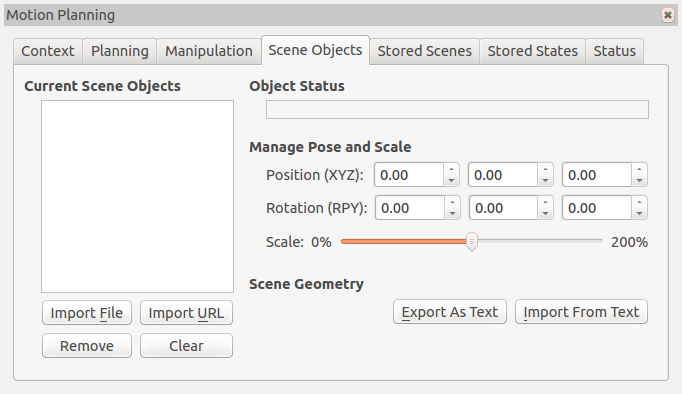 Motion Planning
Context Planning Manipulation Scene Objects Stored Scenes Stored States Status
Current Scene Objects
Object Status
Manage Pose and Scale
Position (XYZ): 0.00 0.00 0.00
Rotation (RPY): 0.00 0.00 0.00
Scale: 0% 200%
Scene Geometry
Import File Import URL Export As Text Import From Text
Remove Clear